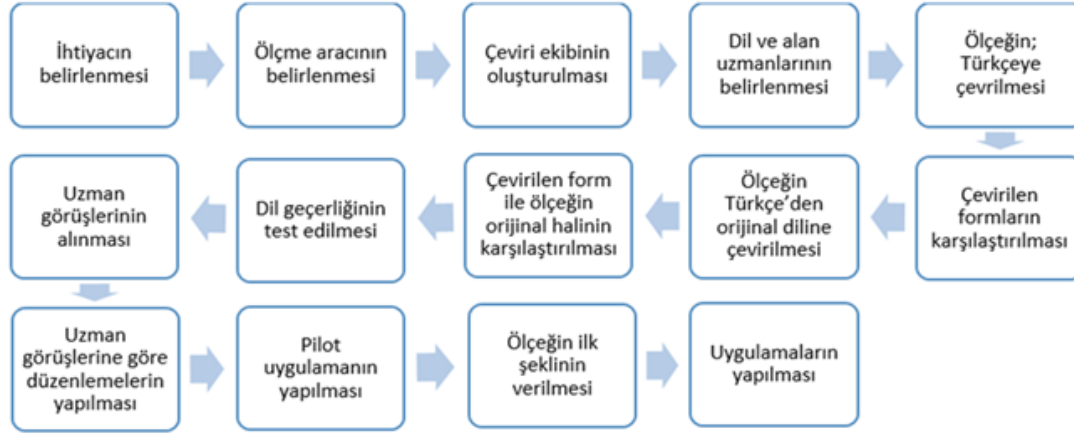 İhtiyacın
belirlenmesi
Ölçme aracının
belirlenmesi
Çeviri ekibinin
oluşturulması
Dil ve alan
uzmanlarının
belirlenmesi
Ölçeğin;
Türkçeye
çevrilmesi
Çevirilen
formların
karşılaştırılması
Ölçeğin
Türkçe’den
orijinal diline
çevirilmesi
Çevirilen form
ile ölçeğin
orijinal halinin
karşılaştırılması
Dil geçerliğinin
test edilmesi
Uzman
görüşlerinin
alınması
Uzman
görüşlerine göre
düzenlemelerin
yapılması
Pilot
uygulamanın
yapılması
Ölçeğin ilk
şeklinin
verilmesi
Uygulamaların
yapılması